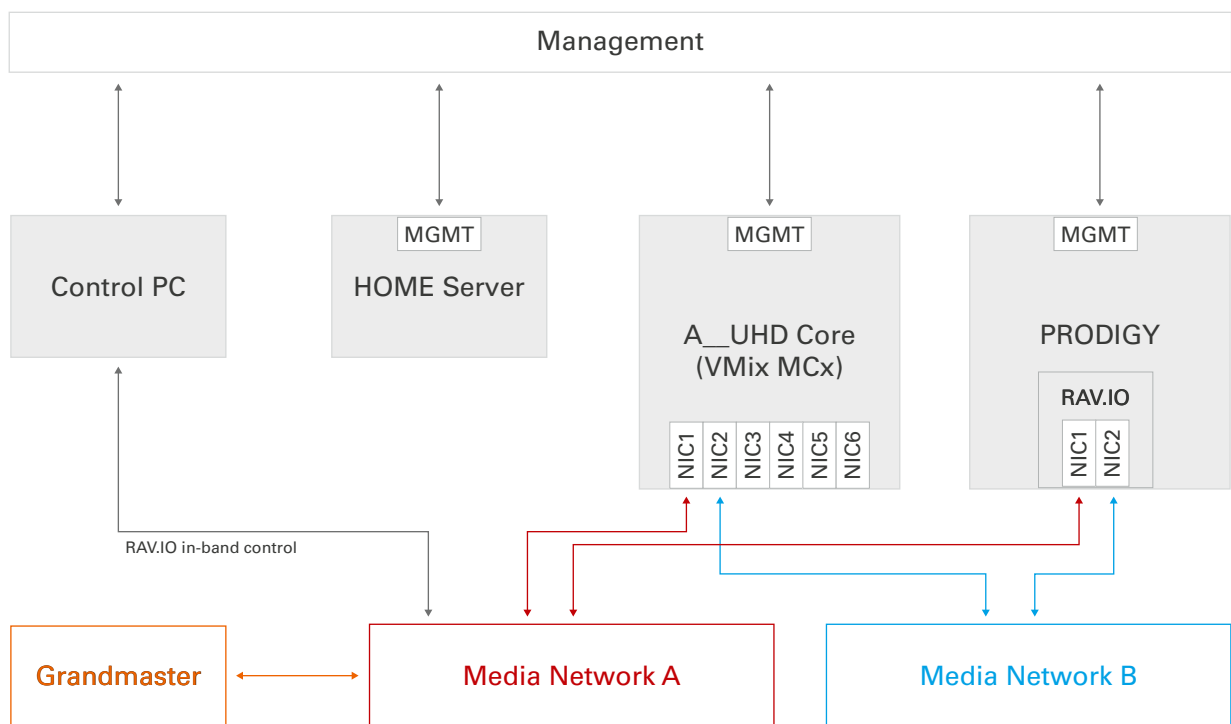 Management
MGMT
MGMT
MGMT
Control PC
HOME Server
A__UHD Core
(VMix MCx)
PRODIGY
RAV.IO
NIC1
NIC2
NIC3
NIC4
NIC5
NIC6
NIC1
NIC2
RAV.IO in-band control
Grandmaster
Media Network A
Media Network B